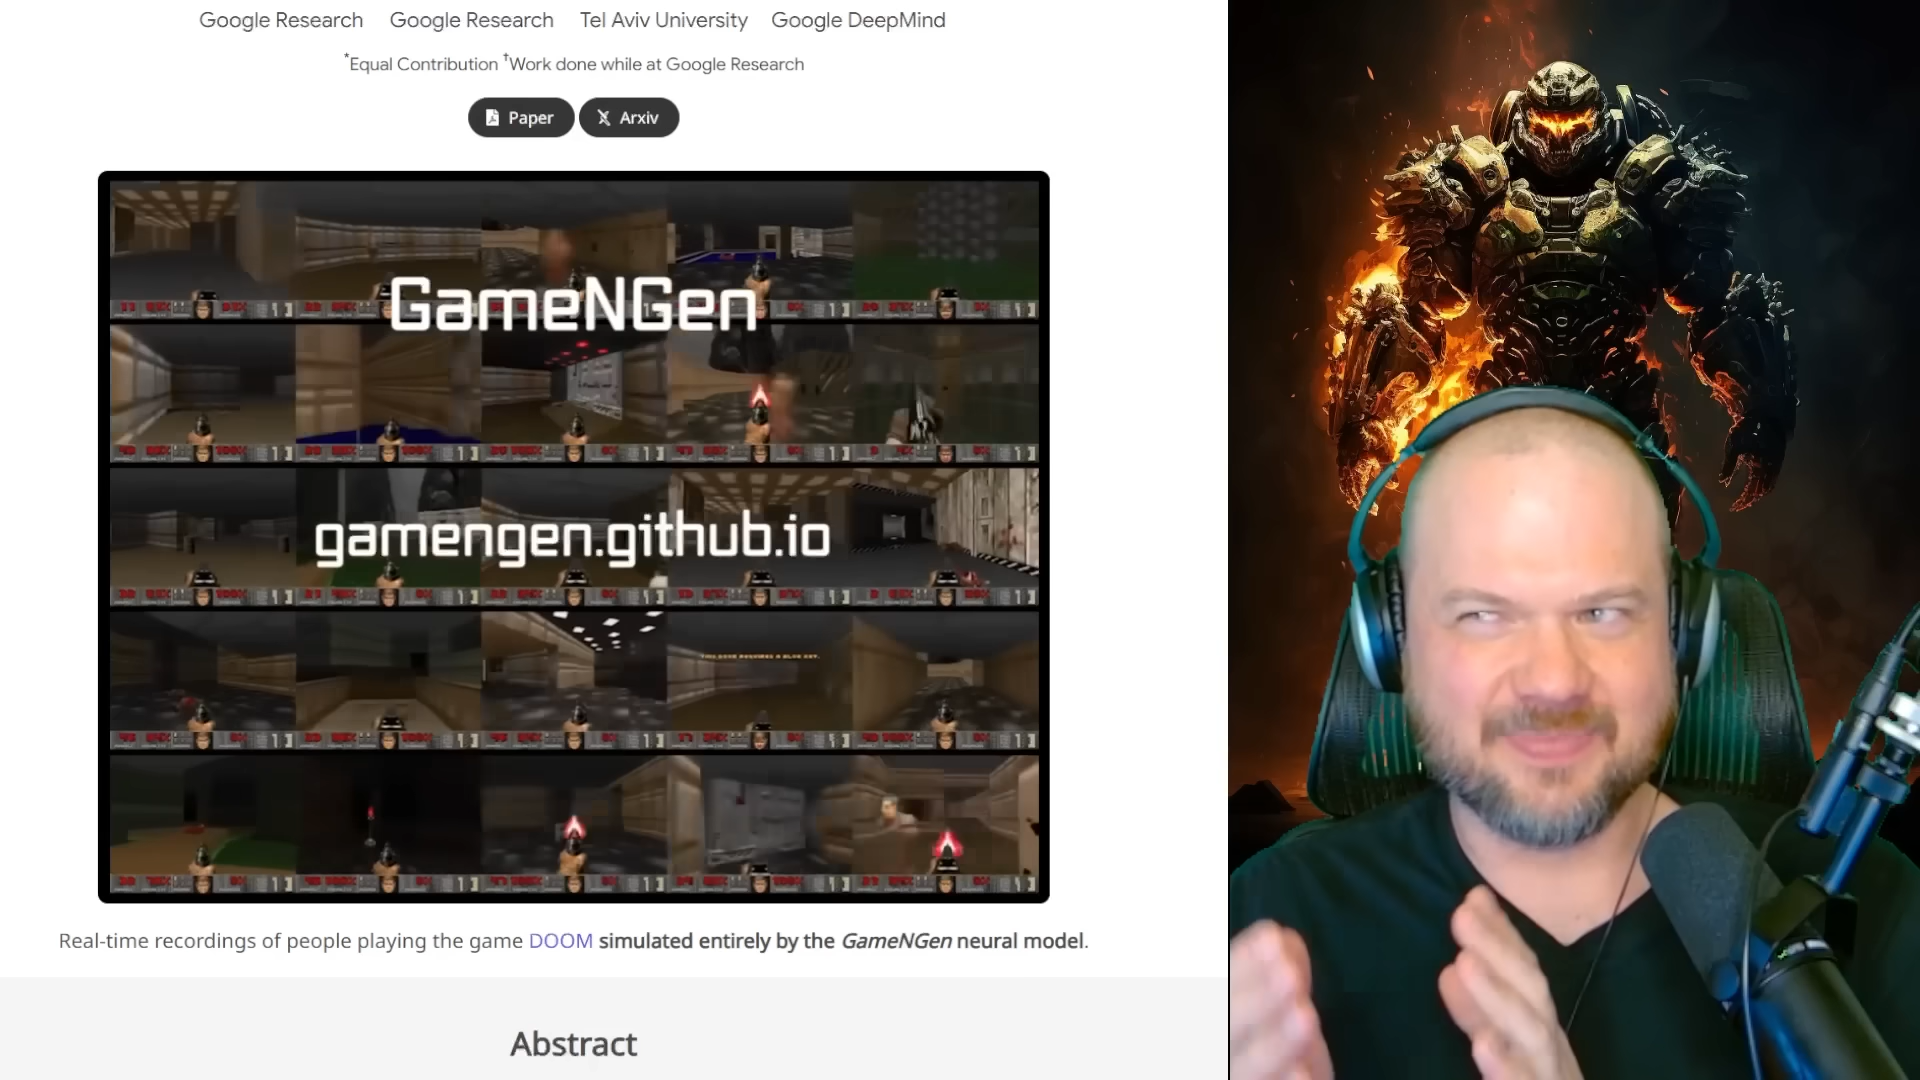 Google Research Google Research Tel Aviv University Google DeepMind
*Equal Contribution †Work done while at Google Research
Paper Arxiv
GameNGen
gamengen.github.io
Real-time recordings of people playing the game DOOM simulated entirely by the GameNGen neural model.
Abstract